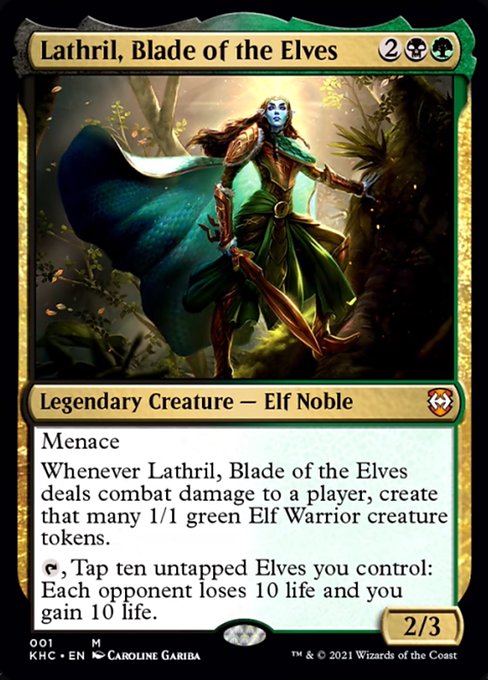 Lathril, Blade of the Elves 2
Legendary Creature — Elf Noble
Menace
Whenever Lathril, Blade of the Elves
deals combat damage to a player, create
that many 1/1 green Elf Warrior creature
tokens.
, Tap ten untapped Elves you control:
Each opponent loses 10 life and you
gain 10 life.
2/3
001 M
KHC • EN Caroline Gariba
™ & © 2021 Wizards of the Coast